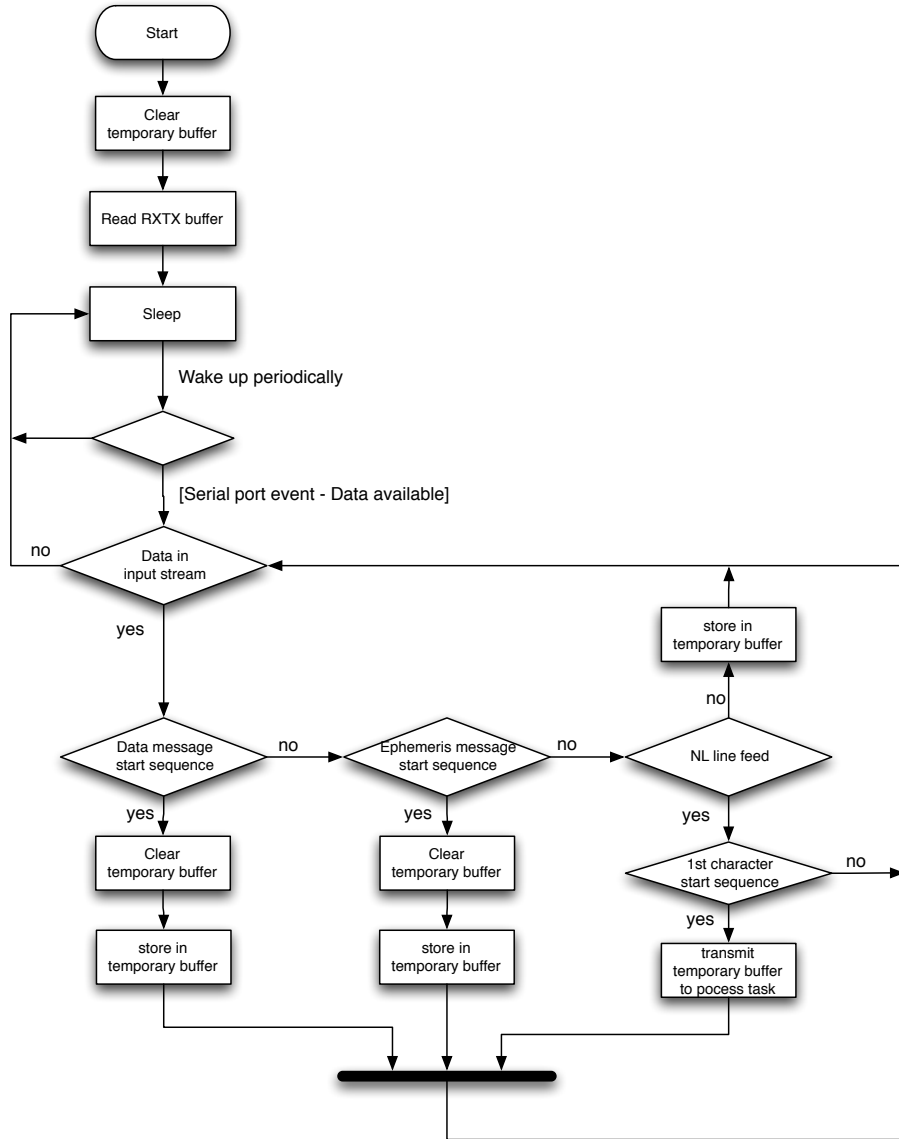 Start
Clear
temporary buffer
Read RXTX buffer
Sleep
Wake up periodically
[Serial port event - Data available]
no
Data in
input stream
yes
store in
temporary buffer
no
Data message
start sequence
no
Ephemeris message
start sequence
no
NL line feed
yes
yes
yes
Clear
temporary buffer
Clear
temporary buffer
1st character
start sequence
no
yes
store in
temporary buffer
store in
temporary buffer
transmit
temporary buffer
to pocess task